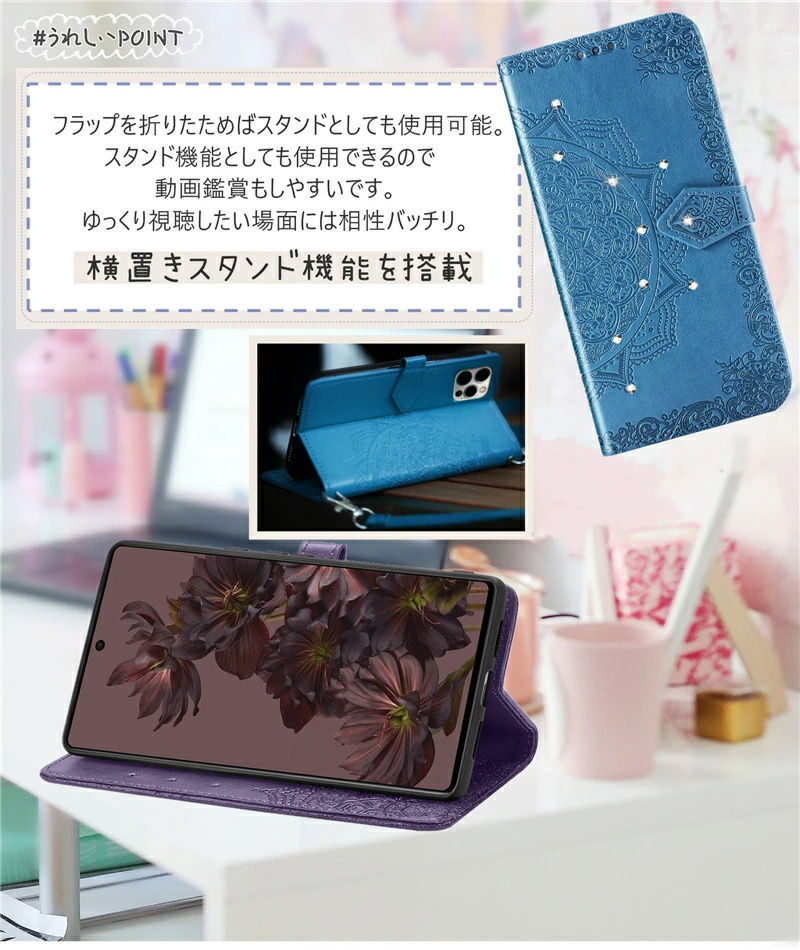 #うれしいPOINT
フラップを折りたためばスタンドとしても使用可能。
スタンド機能としても使用できるので
動画鑑賞もしやすいです。
ゆっくり視聴したい場面には相性バッチリ。
横置きスタンド機能を搭載